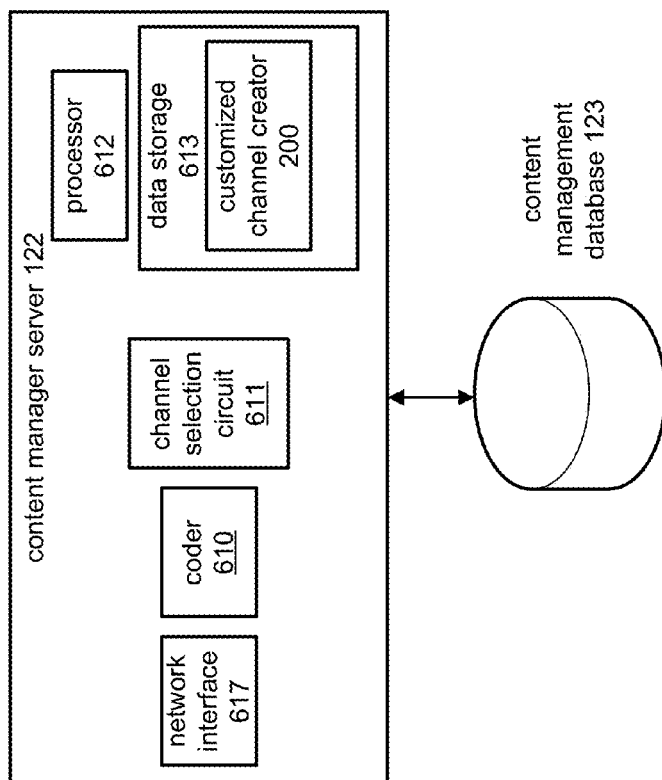 content manager server 122
processor
612
data storage
613
customized
channel creator
200
channel
selection
circuit
611
coder
610
network
interface
617
content
management
database 123